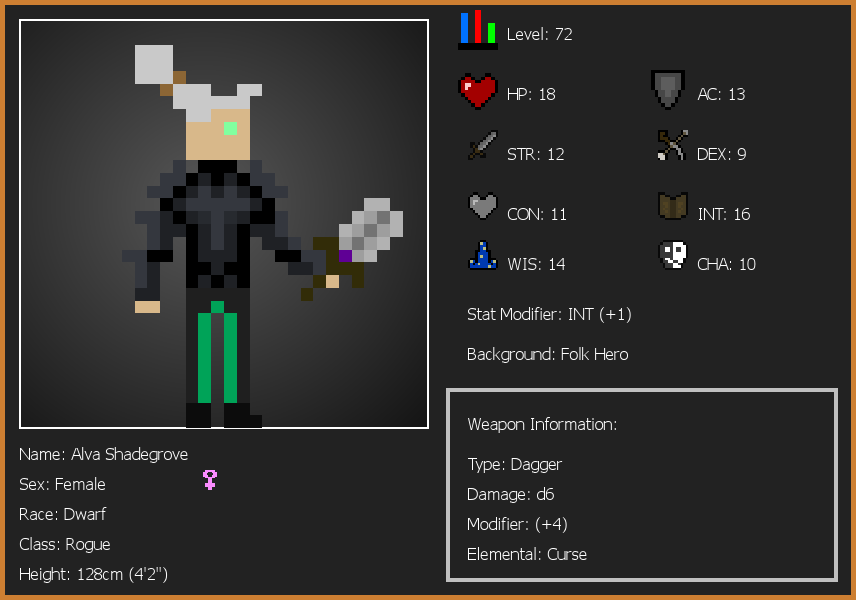 Level: 72
HP: 18
AC: 13
STR: 12
DEX: 9
CON: 11
INT: 16
WIS: 14
CHA: 10
Stat Modifier: INT (+1)
Background: Folk Hero
Weapon Information:
Type: Dagger
Damage: d6
Modifier: (+4)
Elemental: Curse
Name: Alva Shadegrove
Sex: Female
Race: Dwarf
Class: Rogue
Height: 128cm (4'2")